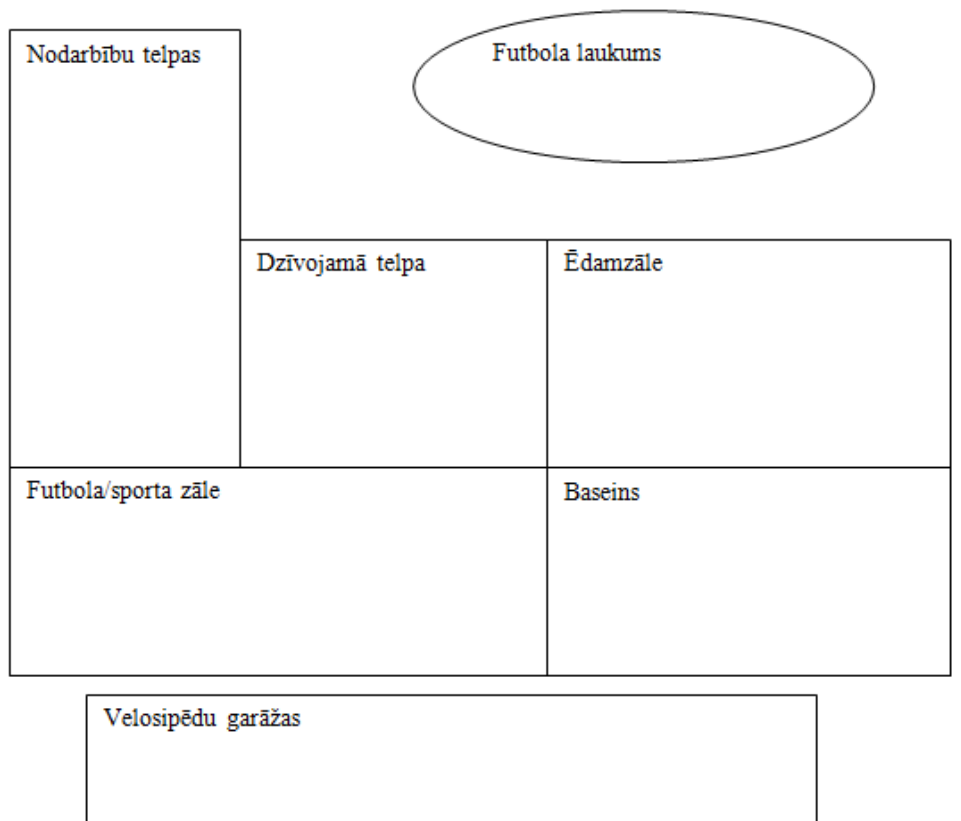 Nodarbību telpas
Futbola laukums
Dzīvojamā telpa
Ēdamzāle
Futbola/sporta zāle
Baseins
Velosipēdu garāžas